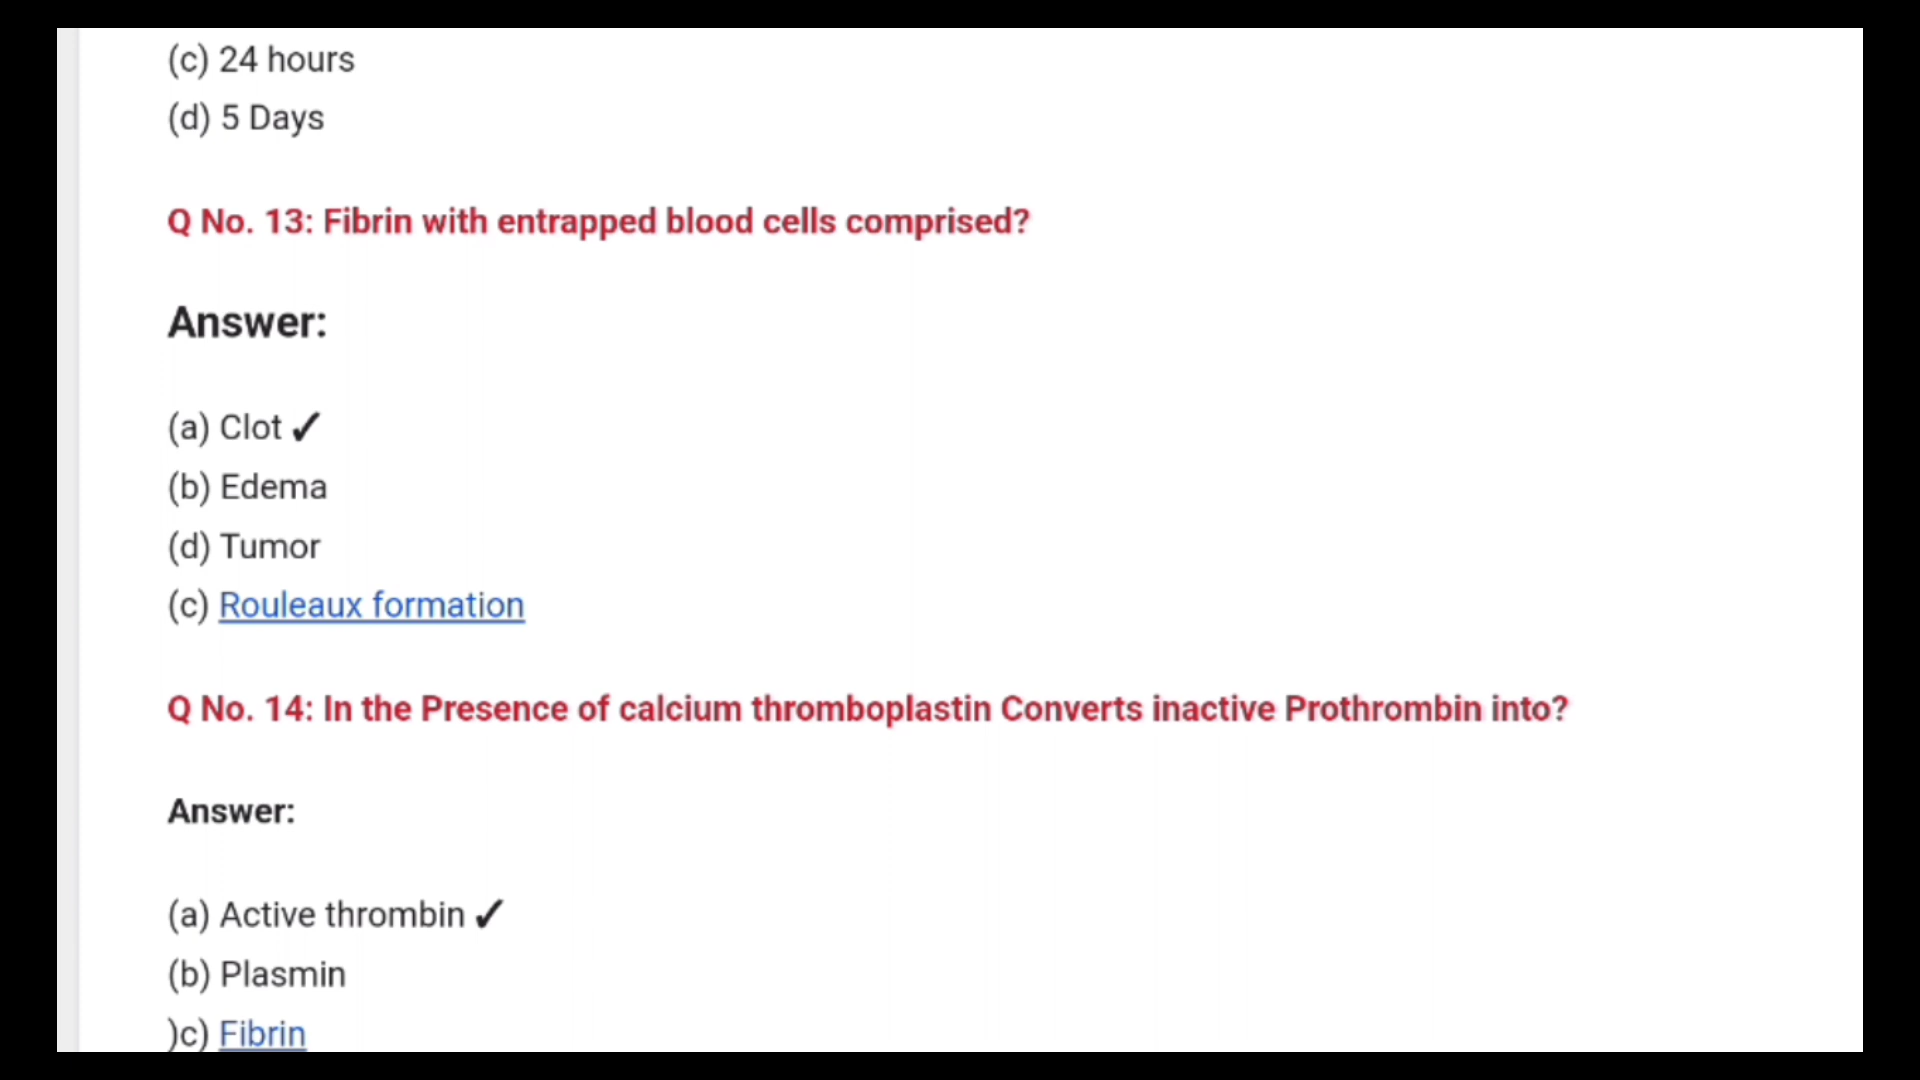 (c) 24 hours
(d) 5 Days
Q No. 13: Fibrin with entrapped blood cells comprised?
Answer:
(a) Clot ✓
(b) Edema
(d) Tumor
(c) Rouleaux formation
Q No. 14: In the Presence of calcium thromboplastin Converts inactive Prothrombin into?
Answer:
(a) Active thrombin ✓
(b) Plasmin
)c) Fibrin